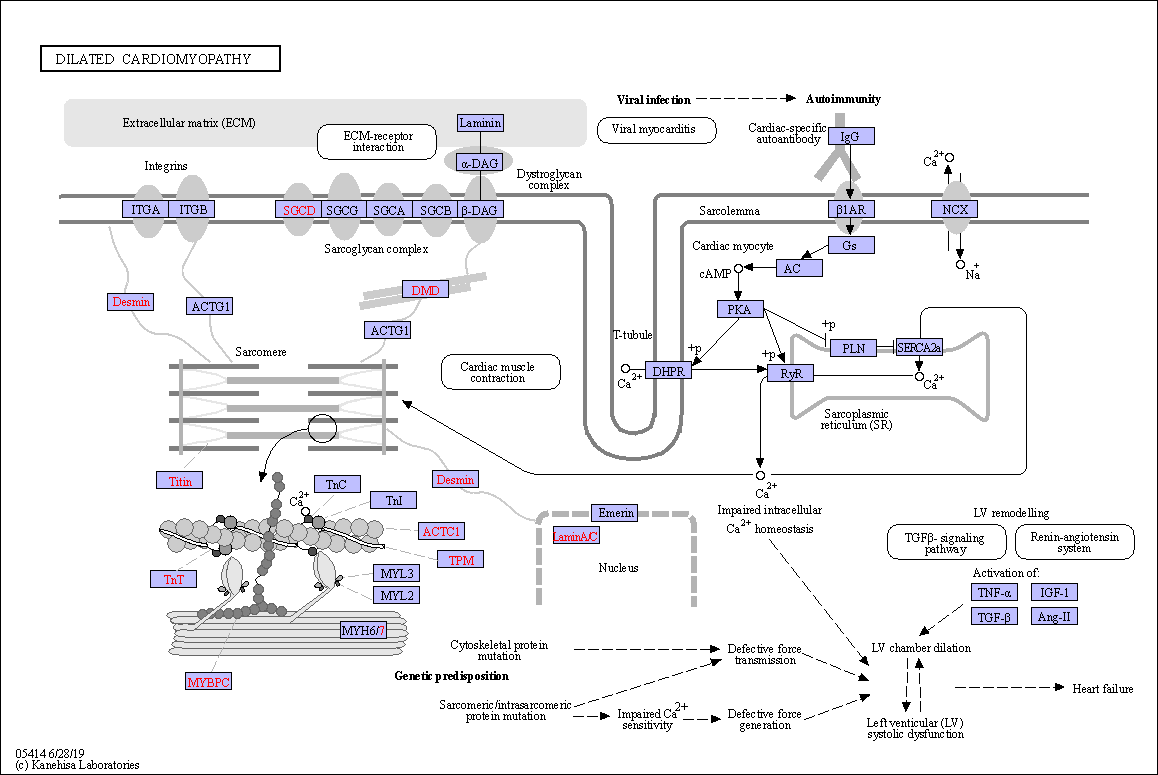 DILATED CARDIOMYOPATHY
Viral infection
Autoimmunity
Extracellular matrix (ECM)
ECM-receptor
interaction
Laminin
α-DAG
Dystroglycan
complex
Viral myocarditis
Cardiac-specific
autoantibody
IgG
Ca2+
Integrins
ITGA
ITGB
SGCD
SGCG
SGCA
SGCB
β-DAG
Sarcolemma
β1AR
NCX
Sarcoglycan complex
Cardiac myocyte
Gs
cAMP
AC
Na+
Desmin
ACTG1
DMD
ACTG1
PKA
T-tubule
+p
+p
+p
PLN
SERCA2a
Sarcomere
Cardiac muscle
contraction
Ca2+
DHPR
RyR
Ca2+
Sarcoplasmic
reticulum (SR)
Titin
Desmin
Ca2+
TnC
TnI
Ca2+
Impaired intracellular
Ca2+ homeostasis
Emerin
LaminA/C
Nucleus
ACTC1
TPM
TnT
MYL3
MYL2
MYH6/7
MYBPC
LV remodelling
TGFβ- signaling
pathway
Renin-angiotensin
system
Activation of:
TNF-α
IGF-1
TGF-β
Ang-II
Cytoskeletal protein
mutation
Defective force
transmission
LV chamber dilation
Genetic predisposition
Heart failure
Sarcomeric/intrasarcomeric
protein mutation
Impaired Ca2+
sensitivity
Defective force
generation
Left venticular (LV)
systolic dysfunction
05414 6/28/19
(c) Kanehisa Laboratories